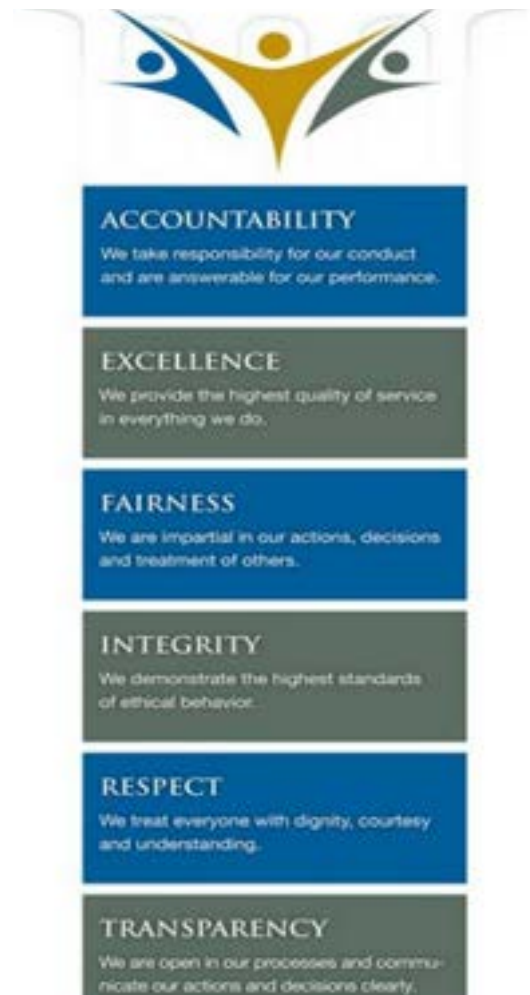 ACCOUNTABILITY
We take responsibility for our conduct
and are answerable for our performance.
EXCELLENCE
We provide the highest quality of service
in everything we do.
FAIRNESS
We are impartial in our actions, decisions
and treatment of others.
INTEGRITY
We demonstrate the highest standards
of ethical behavior.
RESPECT
We treat everyone with dignity, courtesy
and understanding.
TRANSPARENCY
We are open in our processes and commu-
nicate our actions and decisions clearly.